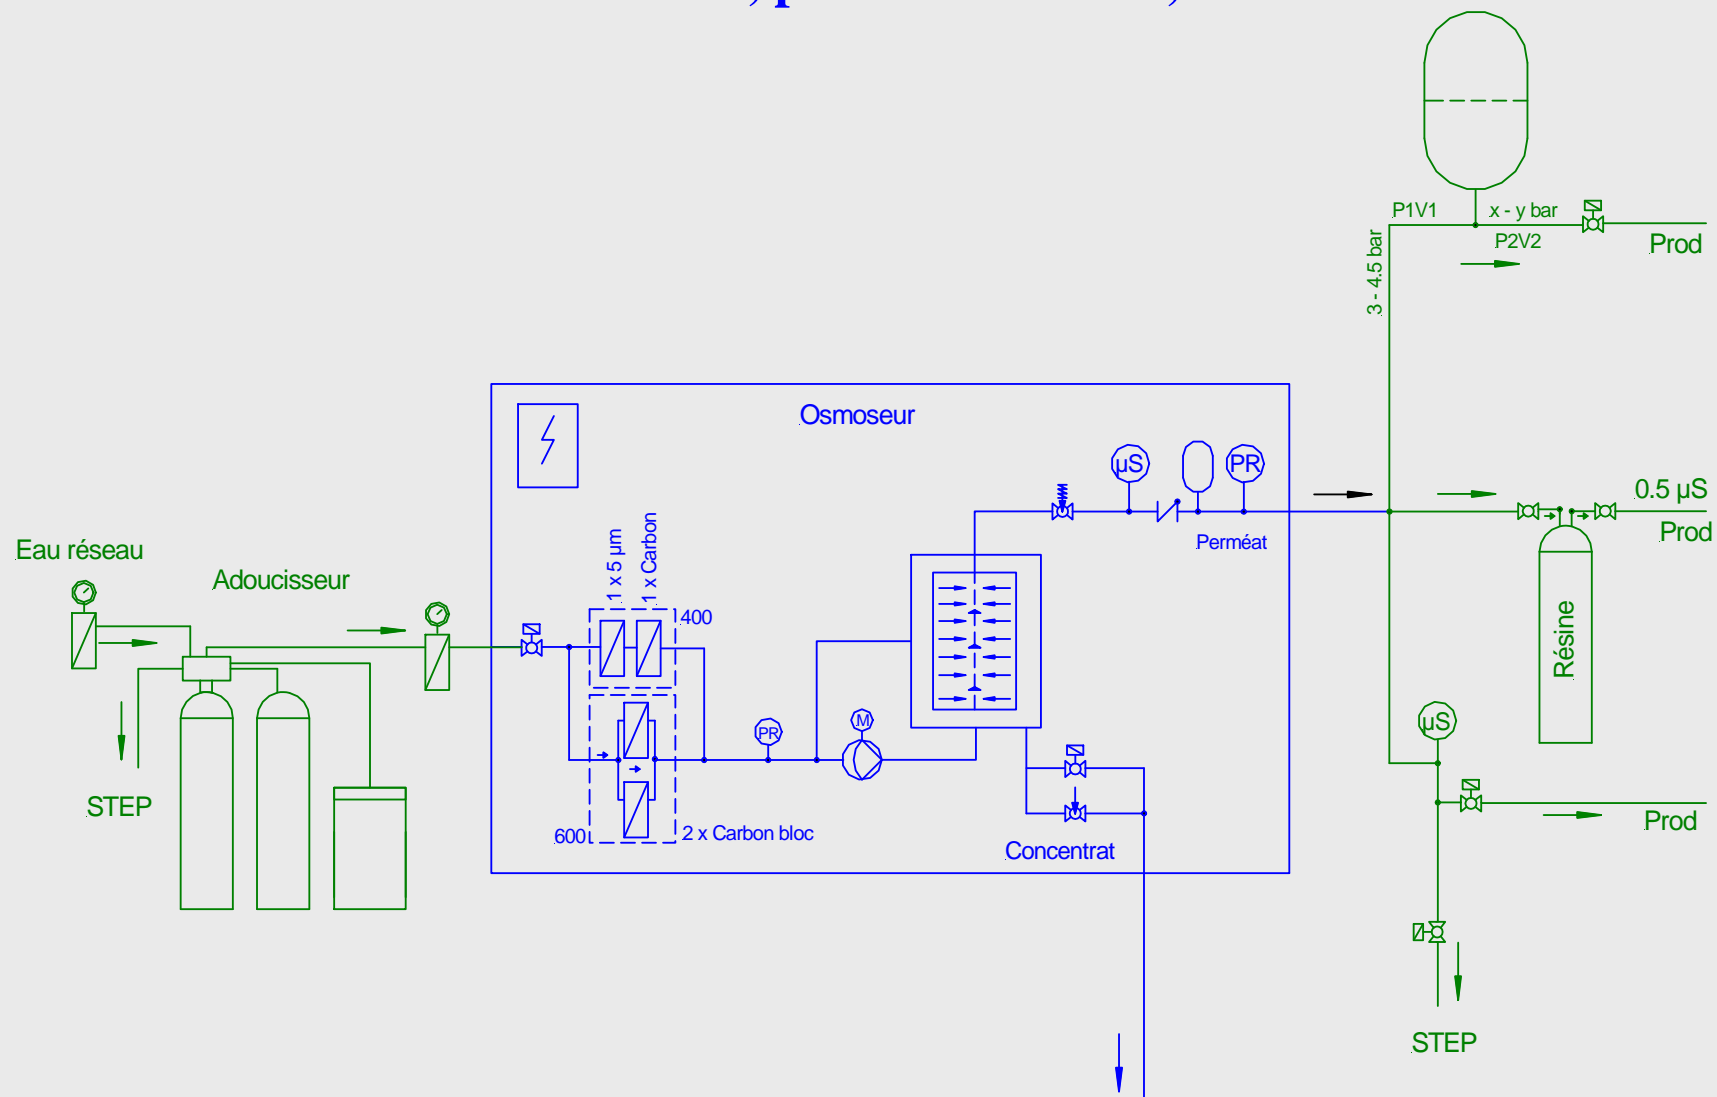 P1V1
x - y bar
P2V2
Prod
3 - 4.5 bar
Osmoseur
µS
PR
0.5 µS
Prod
Perméat
Eau réseau
Adoucisseur
1 x 5 µm
1 x Carbon
400
Résine
PR
M
µS
STEP
600
2 x Carbon bloc
Concentrat
Prod
STEP